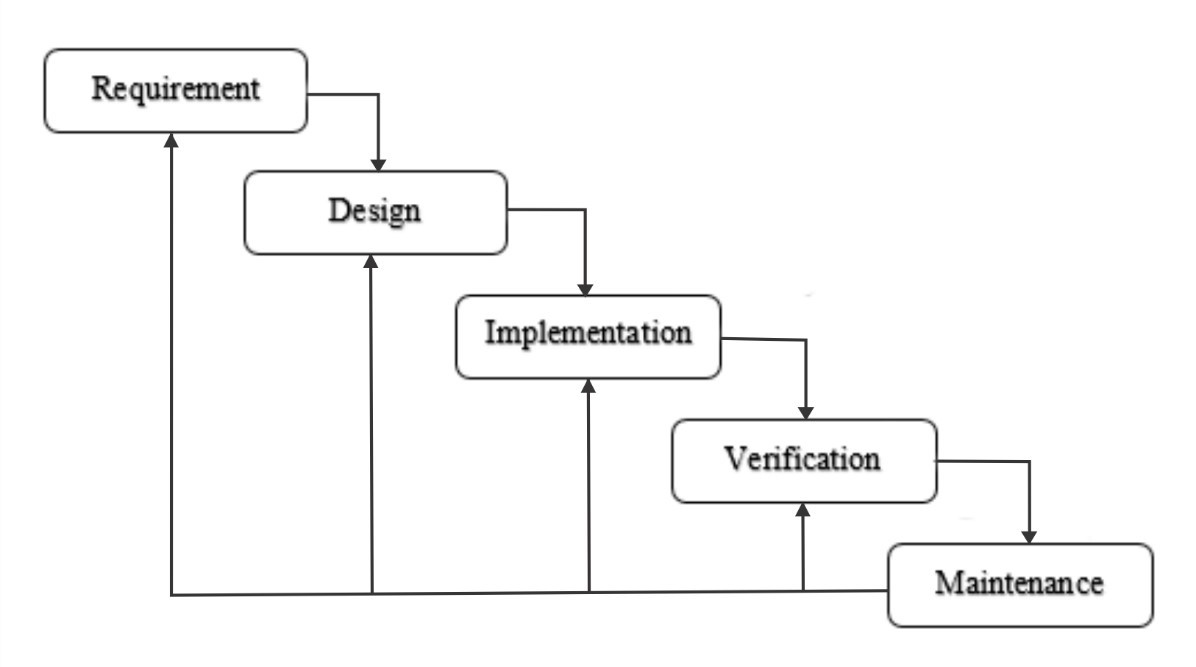 Requirement
Design
Implementation
Verification
Maintenance